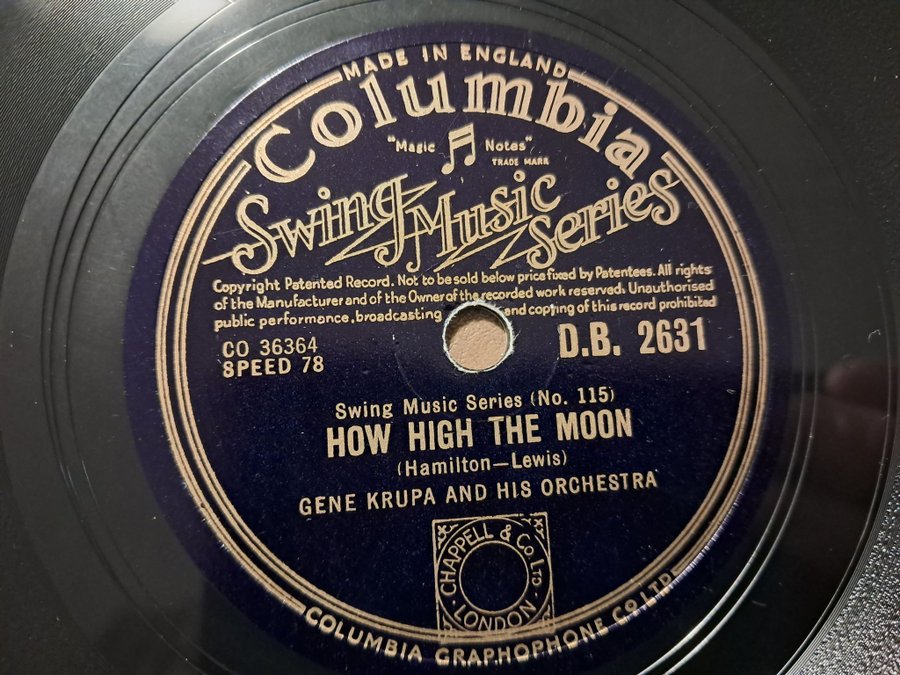 MADE IN ENGLAND
Columbia
"Magic Notes"
TRADE MARK
Swing Music Series
Copyright Patented Record. Not to be sold below price fixed by Patentees. All rights
of the Manufacturer and of the Owner of the recorded work reserved. Unauthorised
public performance, broadcasting and copying of this record prohibited
CO 36364
SPEED 78
D.B. 2631
Swing Music Series (No. 115)
HOW HIGH THE MOON
(Hamilton—Lewis)
GENE KRUPA AND HIS ORCHESTRA
CHAPPELL & CO LTD
LONDON
COLUMBIA GRAPHOPHONE CO LTD